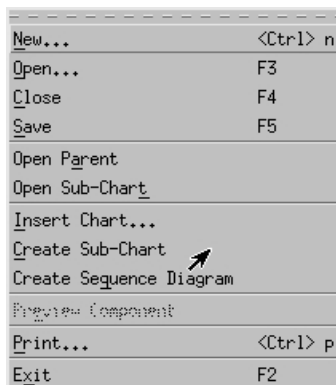 New... <Ctrl> n
Open... F3
Close F4
Save F5
Open Parent
Open Sub-Chart
Insert Chart...
Create Sub-Chart
Create Sequence Diagram
Preview Component
Print... <Ctrl> p
Exit F2